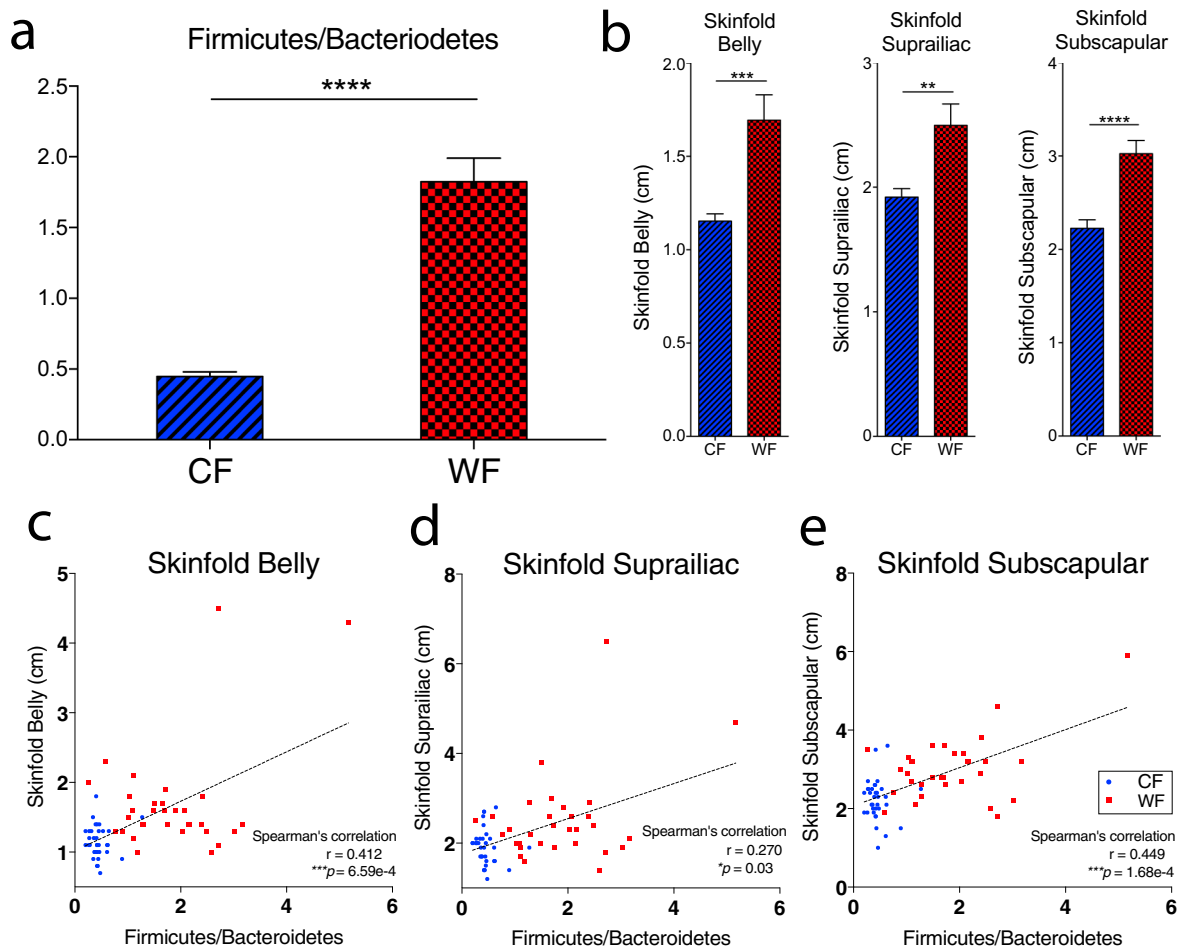 a
Firmicutes/Bacteriodetes
****
2.5
2.0
1.5
1.0
0.5
0.0
CF WF
b
Skinfold
Belly
Skinfold Belly (cm)
2.0
1.5
1.0
0.5
0.0
***
CF WF
Skinfold
Suprailiac
Skinfold Suprailiac (cm)
3
2
1
0
**
CF WF
Skinfold
Subscapular
Skinfold Subscapular (cm)
4
3
2
1
0
****
CF WF
c
Skinfold Belly
Skinfold Belly (cm)
5
4
3
2
1
Spearman's correlation
r = 0.412
***p = 6.59e-4
0 2 4 6
Firmicutes/Bacteroidetes
d
Skinfold Suprailiac
Skinfold Suprailiac (cm)
8
6
4
2
0
Spearman's correlation
r = 0.270
*p = 0.03
0 2 4 6
Firmicutes/Bacteroidetes
e
Skinfold Subscapular
Skinfold Subscapular (cm)
8
6
4
2
0
CF
WF
Spearman's correlation
r = 0.449
***p = 1.68e-4
0 2 4 6
Firmicutes/Bacteroidetes